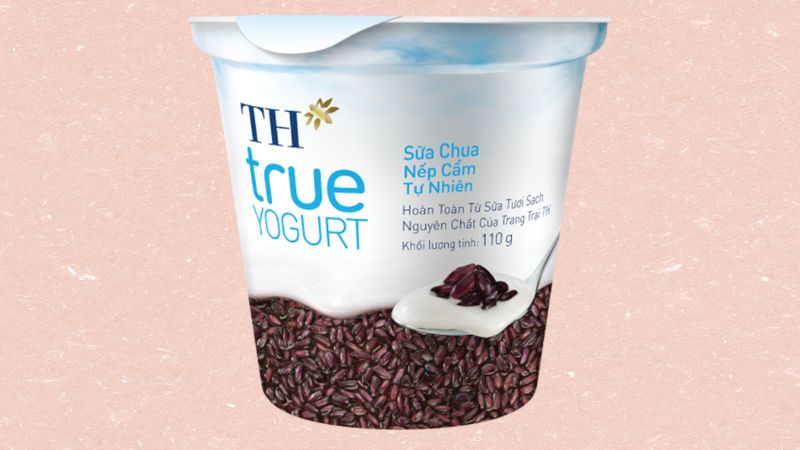 TH
true
YOGURT
Sữa Chua
Nếp Cẩm
Tự Nhiên
Hoàn Toàn Từ Sữa Tươi Sạch
Nguyên Chất Của Trang Trại TH
Khối lượng tịnh: 110 g